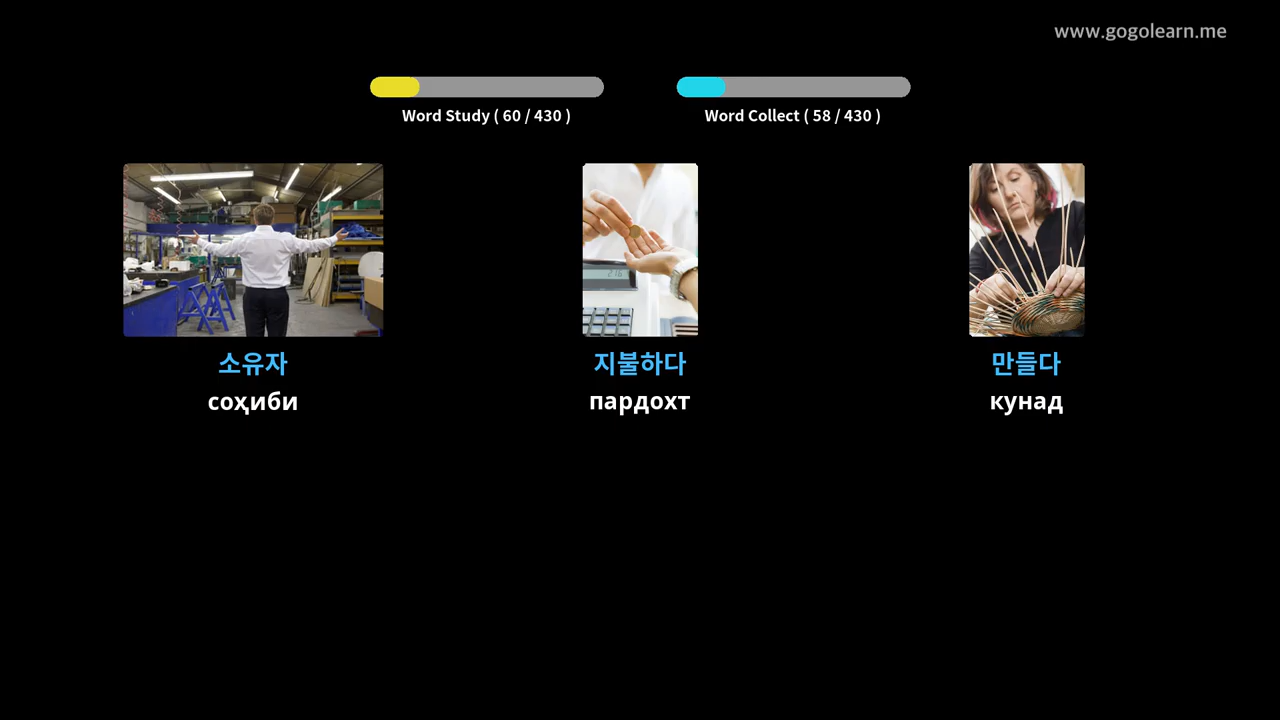 www.gogolearn.me
Word Study ( 60 / 430 )
Word Collect ( 58 / 430 )
소유자
соҳиби
지불하다
пардохт
만들다
кунад